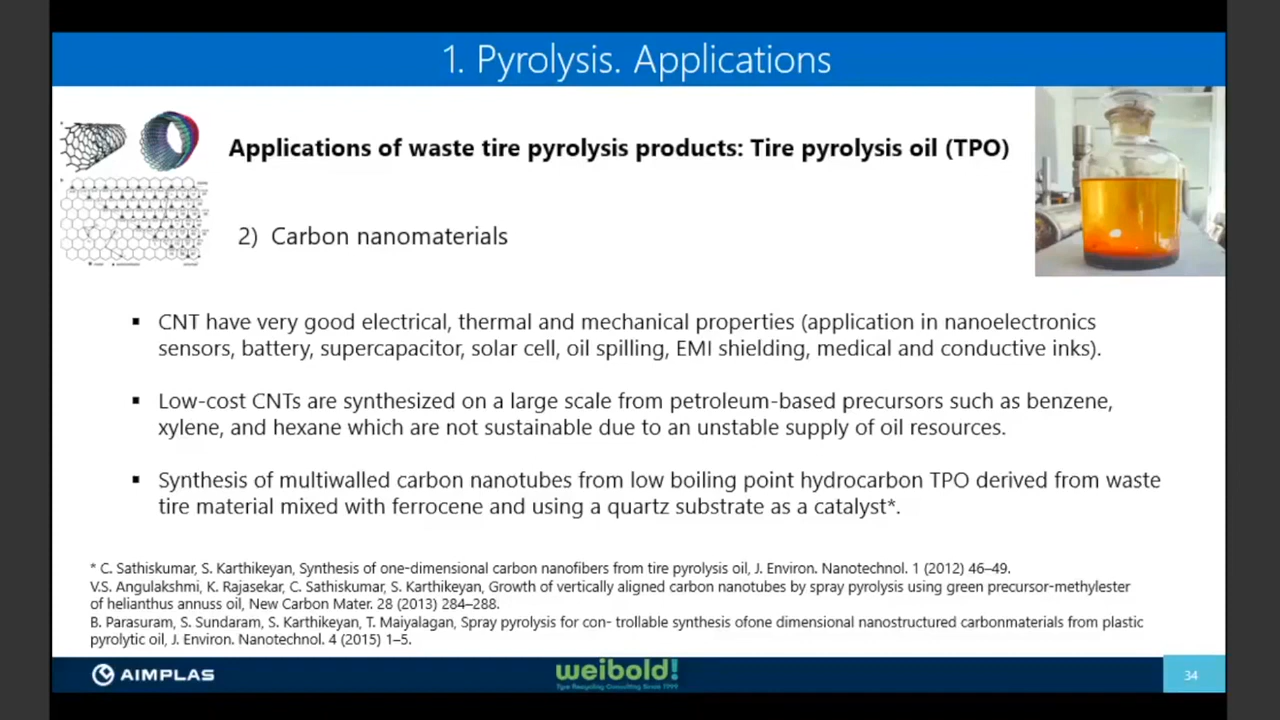 1. Pyrolysis. Applications
Applications of waste tire pyrolysis products: Tire pyrolysis oil (TPO)
2) Carbon nanomaterials
▪ CNT have very good electrical, thermal and mechanical properties (application in nanoelectronics
sensors, battery, supercapacitor, solar cell, oil spilling, EMI shielding, medical and conductive inks).
▪ Low-cost CNTs are synthesized on a large scale from petroleum-based precursors such as benzene,
xylene, and hexane which are not sustainable due to an unstable supply of oil resources.
▪ Synthesis of multiwalled carbon nanotubes from low boiling point hydrocarbon TPO derived from waste
tire material mixed with ferrocene and using a quartz substrate as a catalyst*.
* C. Sathiskumar, S. Karthikeyan, Synthesis of one-dimensional carbon nanofibers from tire pyrolysis oil, J. Environ. Nanotechnol. 1 (2012) 46–49.
V.S. Angulakshmi, K. Rajasekar, C. Sathiskumar, S. Karthikeyan, Growth of vertically aligned carbon nanotubes by spray pyrolysis using green precursor-methylester
of helianthus annuss oil, New Carbon Mater. 28 (2013) 284–288.
B. Parasuram, S. Sundaram, S. Karthikeyan, T. Maiyalagan, Spray pyrolysis for con- trollable synthesis ofone dimensional nanostructured carbonmaterials from plastic
pyrolytic oil, J. Environ. Nanotechnol. 4 (2015) 1–5.
AIMPLAS
weibold!
Tire Recycling Consulting Since 1999
34